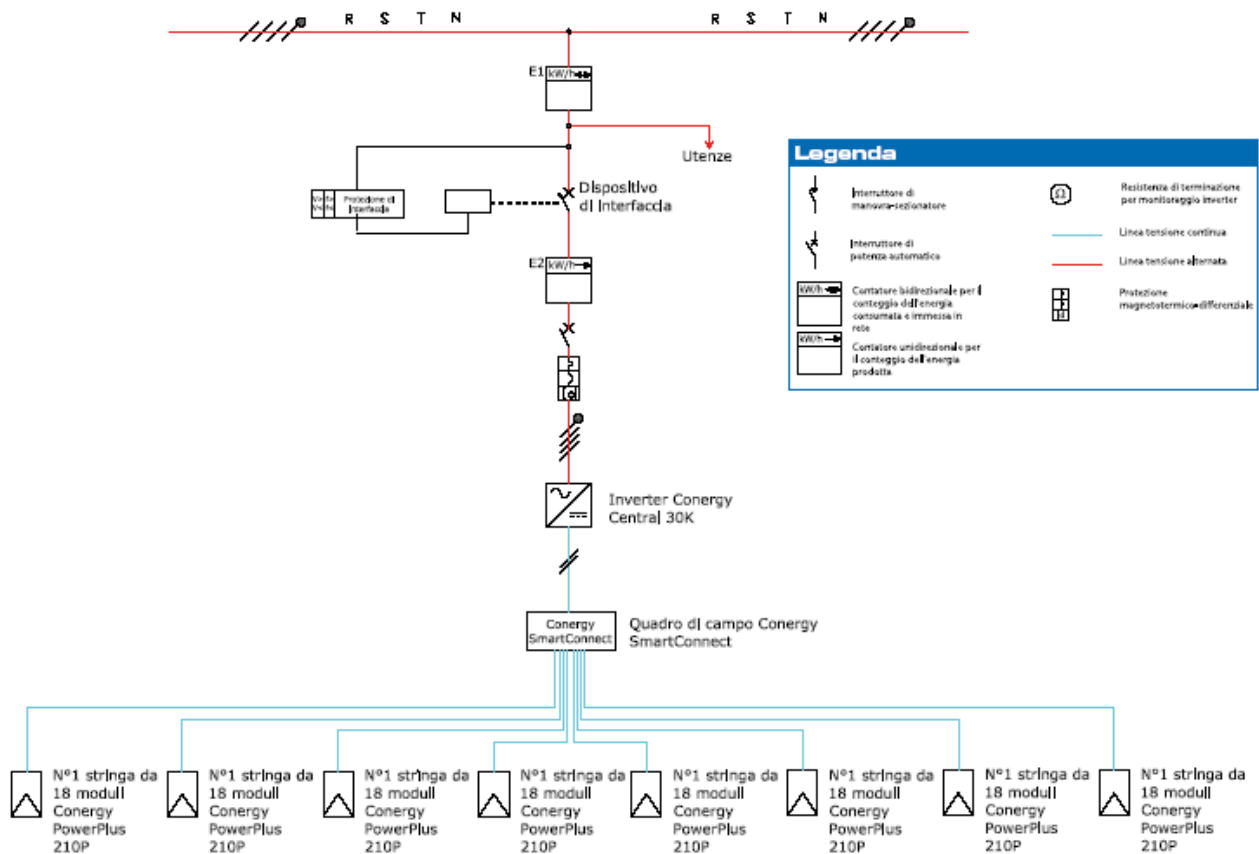 R S T N
R S T N
E1
kW/h
Utenze
Dispositivo
di Interfaccia
Protezione di
Interfaccia
E2
kW/h
Inverter Conergy
Central 30K
Conergy
SmartConnect
Quadro di campo Conergy
SmartConnect
N°1 stringa da
18 moduli
Conergy
PowerPlus
210P
N°1 stringa da
18 moduli
Conergy
PowerPlus
210P
N°1 stringa da
18 moduli
Conergy
PowerPlus
210P
N°1 stringa da
18 moduli
Conergy
PowerPlus
210P
N°1 stringa da
18 moduli
Conergy
PowerPlus
210P
N°1 stringa da
18 moduli
Conergy
PowerPlus
210P
N°1 stringa da
18 moduli
Conergy
PowerPlus
210P
N°1 stringa da
18 moduli
Conergy
PowerPlus
210P
Legenda
Interruttore di
manovra-sezionatore
Interruttore di
potenza automatico
kW/h
Contatore bidirezionale per il
conteggio dell'energia
consumata e immessa in
rete
kW/h
Contatore unidirezionale per
il conteggio dell'energia
prodotta
Ω
Resistenza di terminazione
per monitoraggio inverter
Linea tensione continua
Linea tensione alternata
Protezione
magnetotermico-differenziale